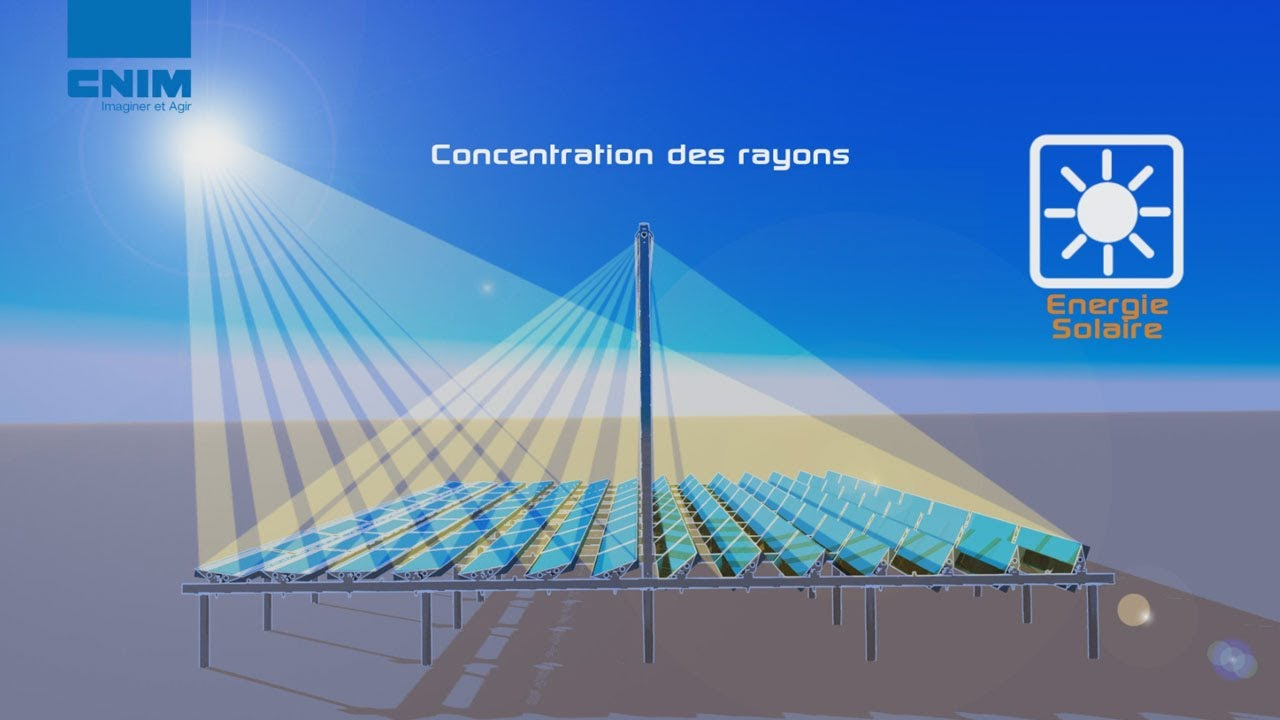 CNIM
Imaginer et Agir
Concentration des rayons
Energie
Solaire